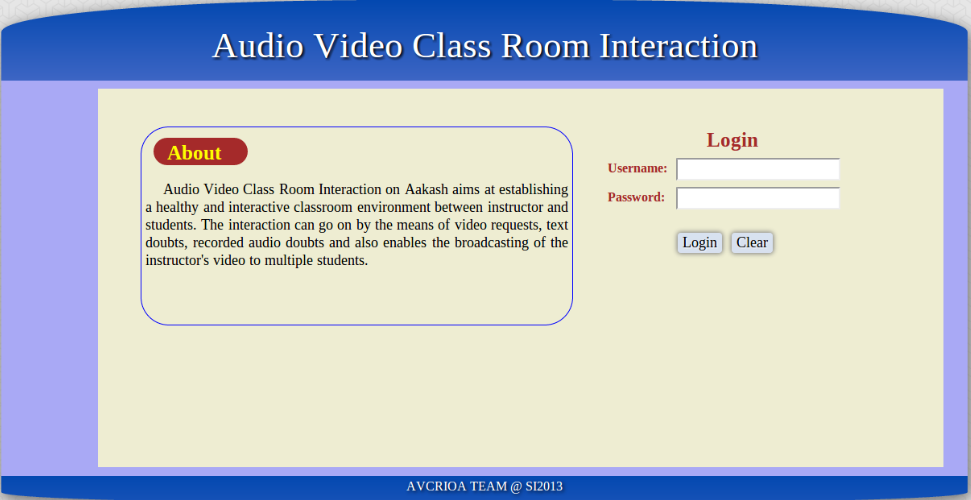 Audio Video Class Room Interaction
About
Audio Video Class Room Interaction on Aakash aims at establishing
a healthy and interactive classroom environment between instructor and
students. The interaction can go on by the means of video requests, text
doubts, recorded audio doubts and also enables the broadcasting of the
instructor's video to multiple students.
Login
Username:
Password:
Login Clear
AVCRIOA TEAM @ SI2013